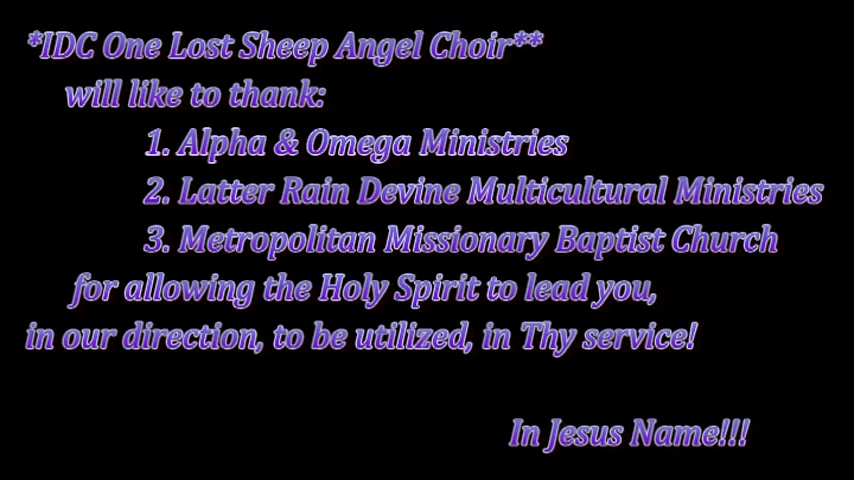 *IDC One Lost Sheep Angel Choir**
will like to thank:
1. Alpha & Omega Ministries
2. Latter Rain Devine Multicultural Ministries
3. Metropolitan Missionary Baptist Church
for allowing the Holy Spirit to lead you,
in our direction, to be utilized, in Thy service!
In Jesus Name!!!